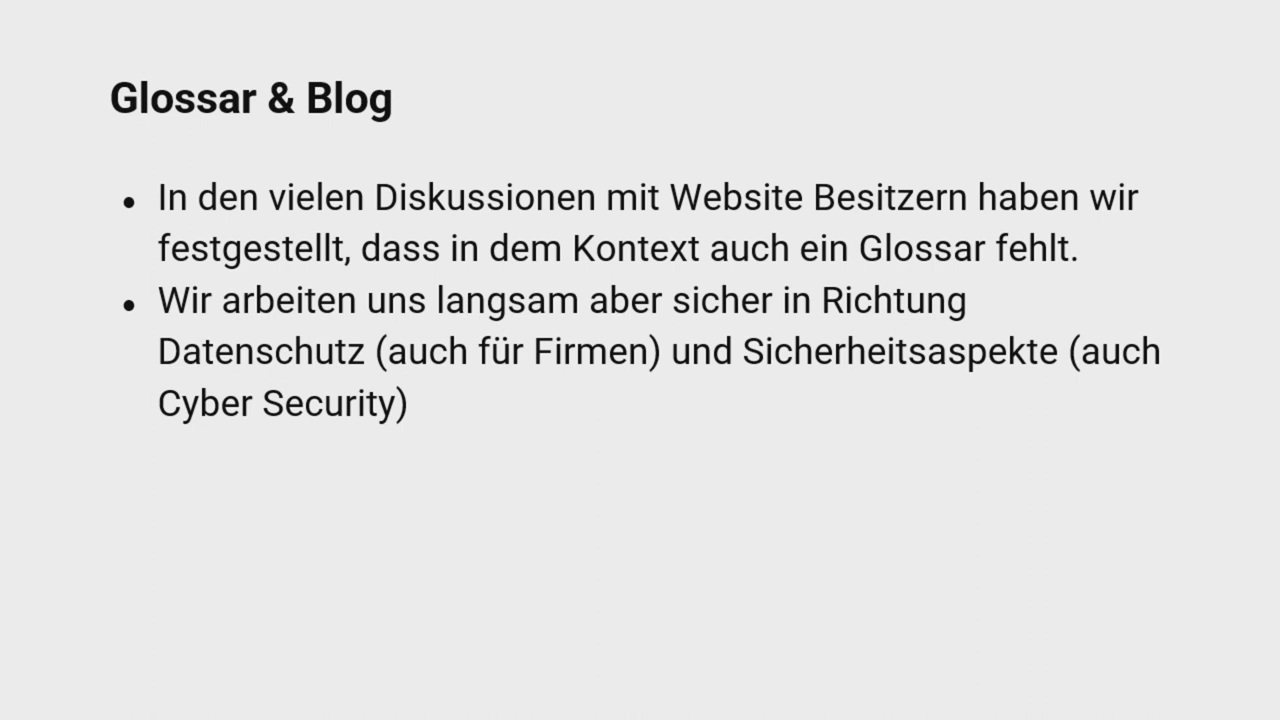 Glossar & Blog
• In den vielen Diskussionen mit Website Besitzern haben wir
festgestellt, dass in dem Kontext auch ein Glossar fehlt.
• Wir arbeiten uns langsam aber sicher in Richtung
Datenschutz (auch für Firmen) und Sicherheitsaspekte (auch
Cyber Security)